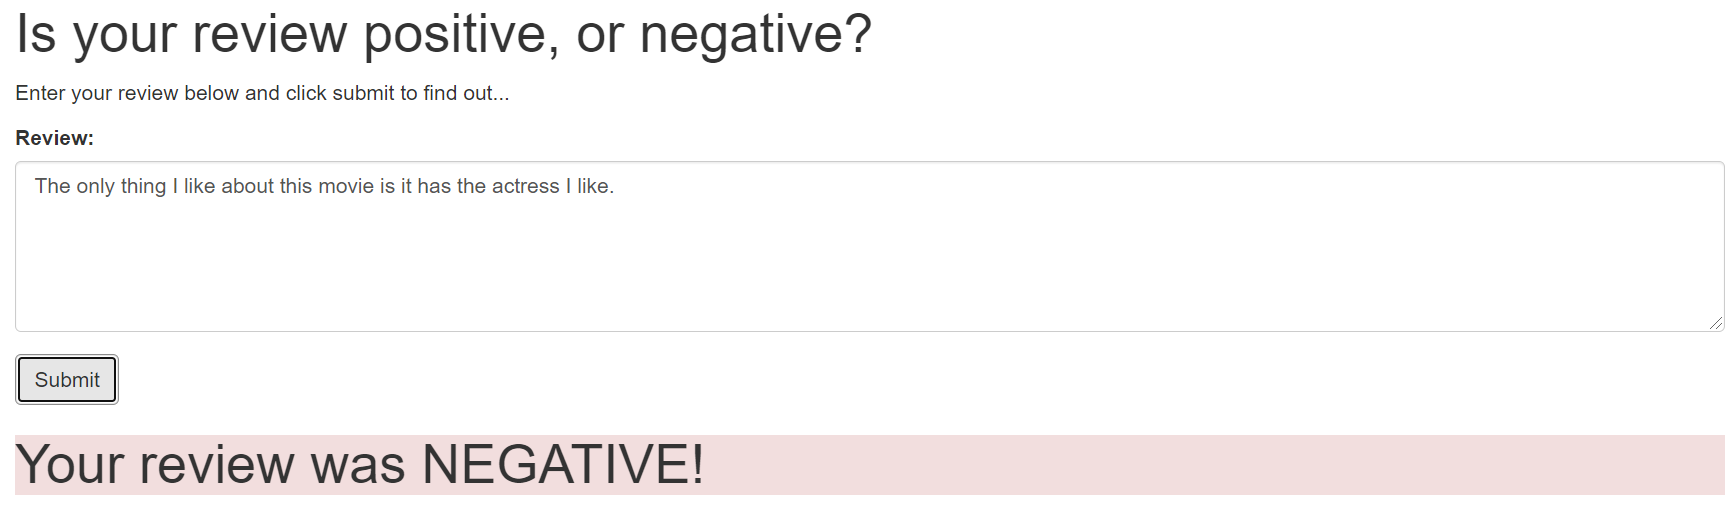 Is your review positive, or negative?
Enter your review below and click submit to find out...
Review:
The only thing I like about this movie is it has the actress I like.
Submit
Your review was NEGATIVE!